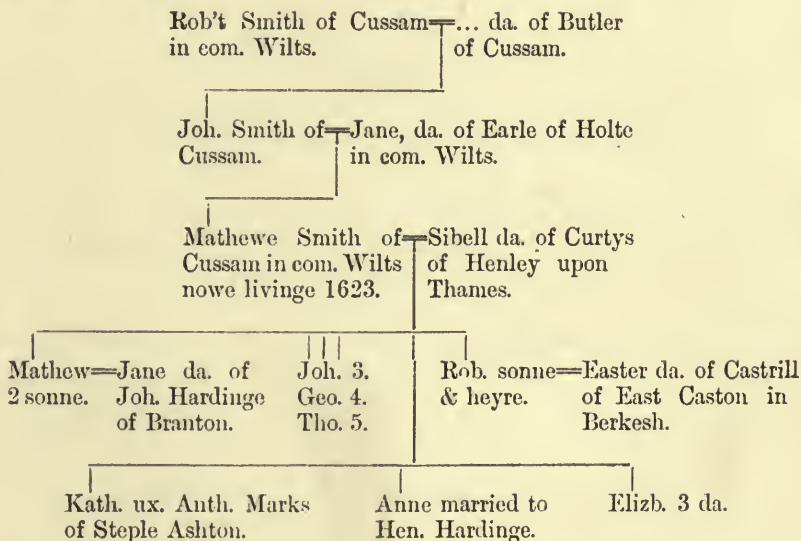 Rob't Smith of Cussam=... da. of Butler
in com. Wilts. of Cussam.
Joh. Smith of=Jane, da. of Earle of Holte
Cussam. in com. Wilts.
Mathewe Smith of=Sibell da. of Curtys
Cussam in com. Wilts of Henley upon
nowe livinge 1623. Thames.
Mathew=Jane da. of Joh. 3. Rob. sonne=Easter da. of Castrill
2 sonne. Joh. Hardinge Geo. 4. & heyre. of East Caston in
of Branton. Tho. 5. Berkesh.
Kath. ux. Anth. Marks Anne married to Elizb. 3 da.
of Steple Ashton. Hen. Hardinge.